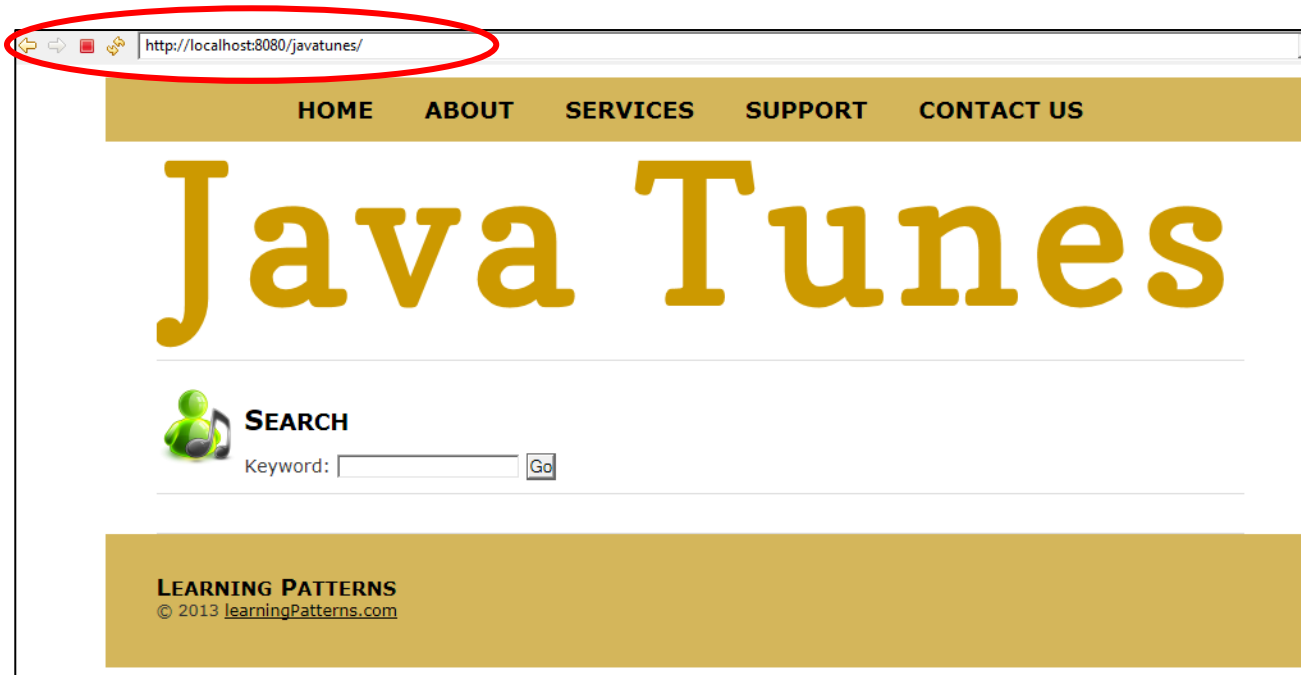 http://localhost:8080/javatunes/
HOME ABOUT SERVICES SUPPORT CONTACT US
Java Tunes
SEARCH
Keyword: Go
LEARNING PATTERNS
© 2013 learningPatterns.com